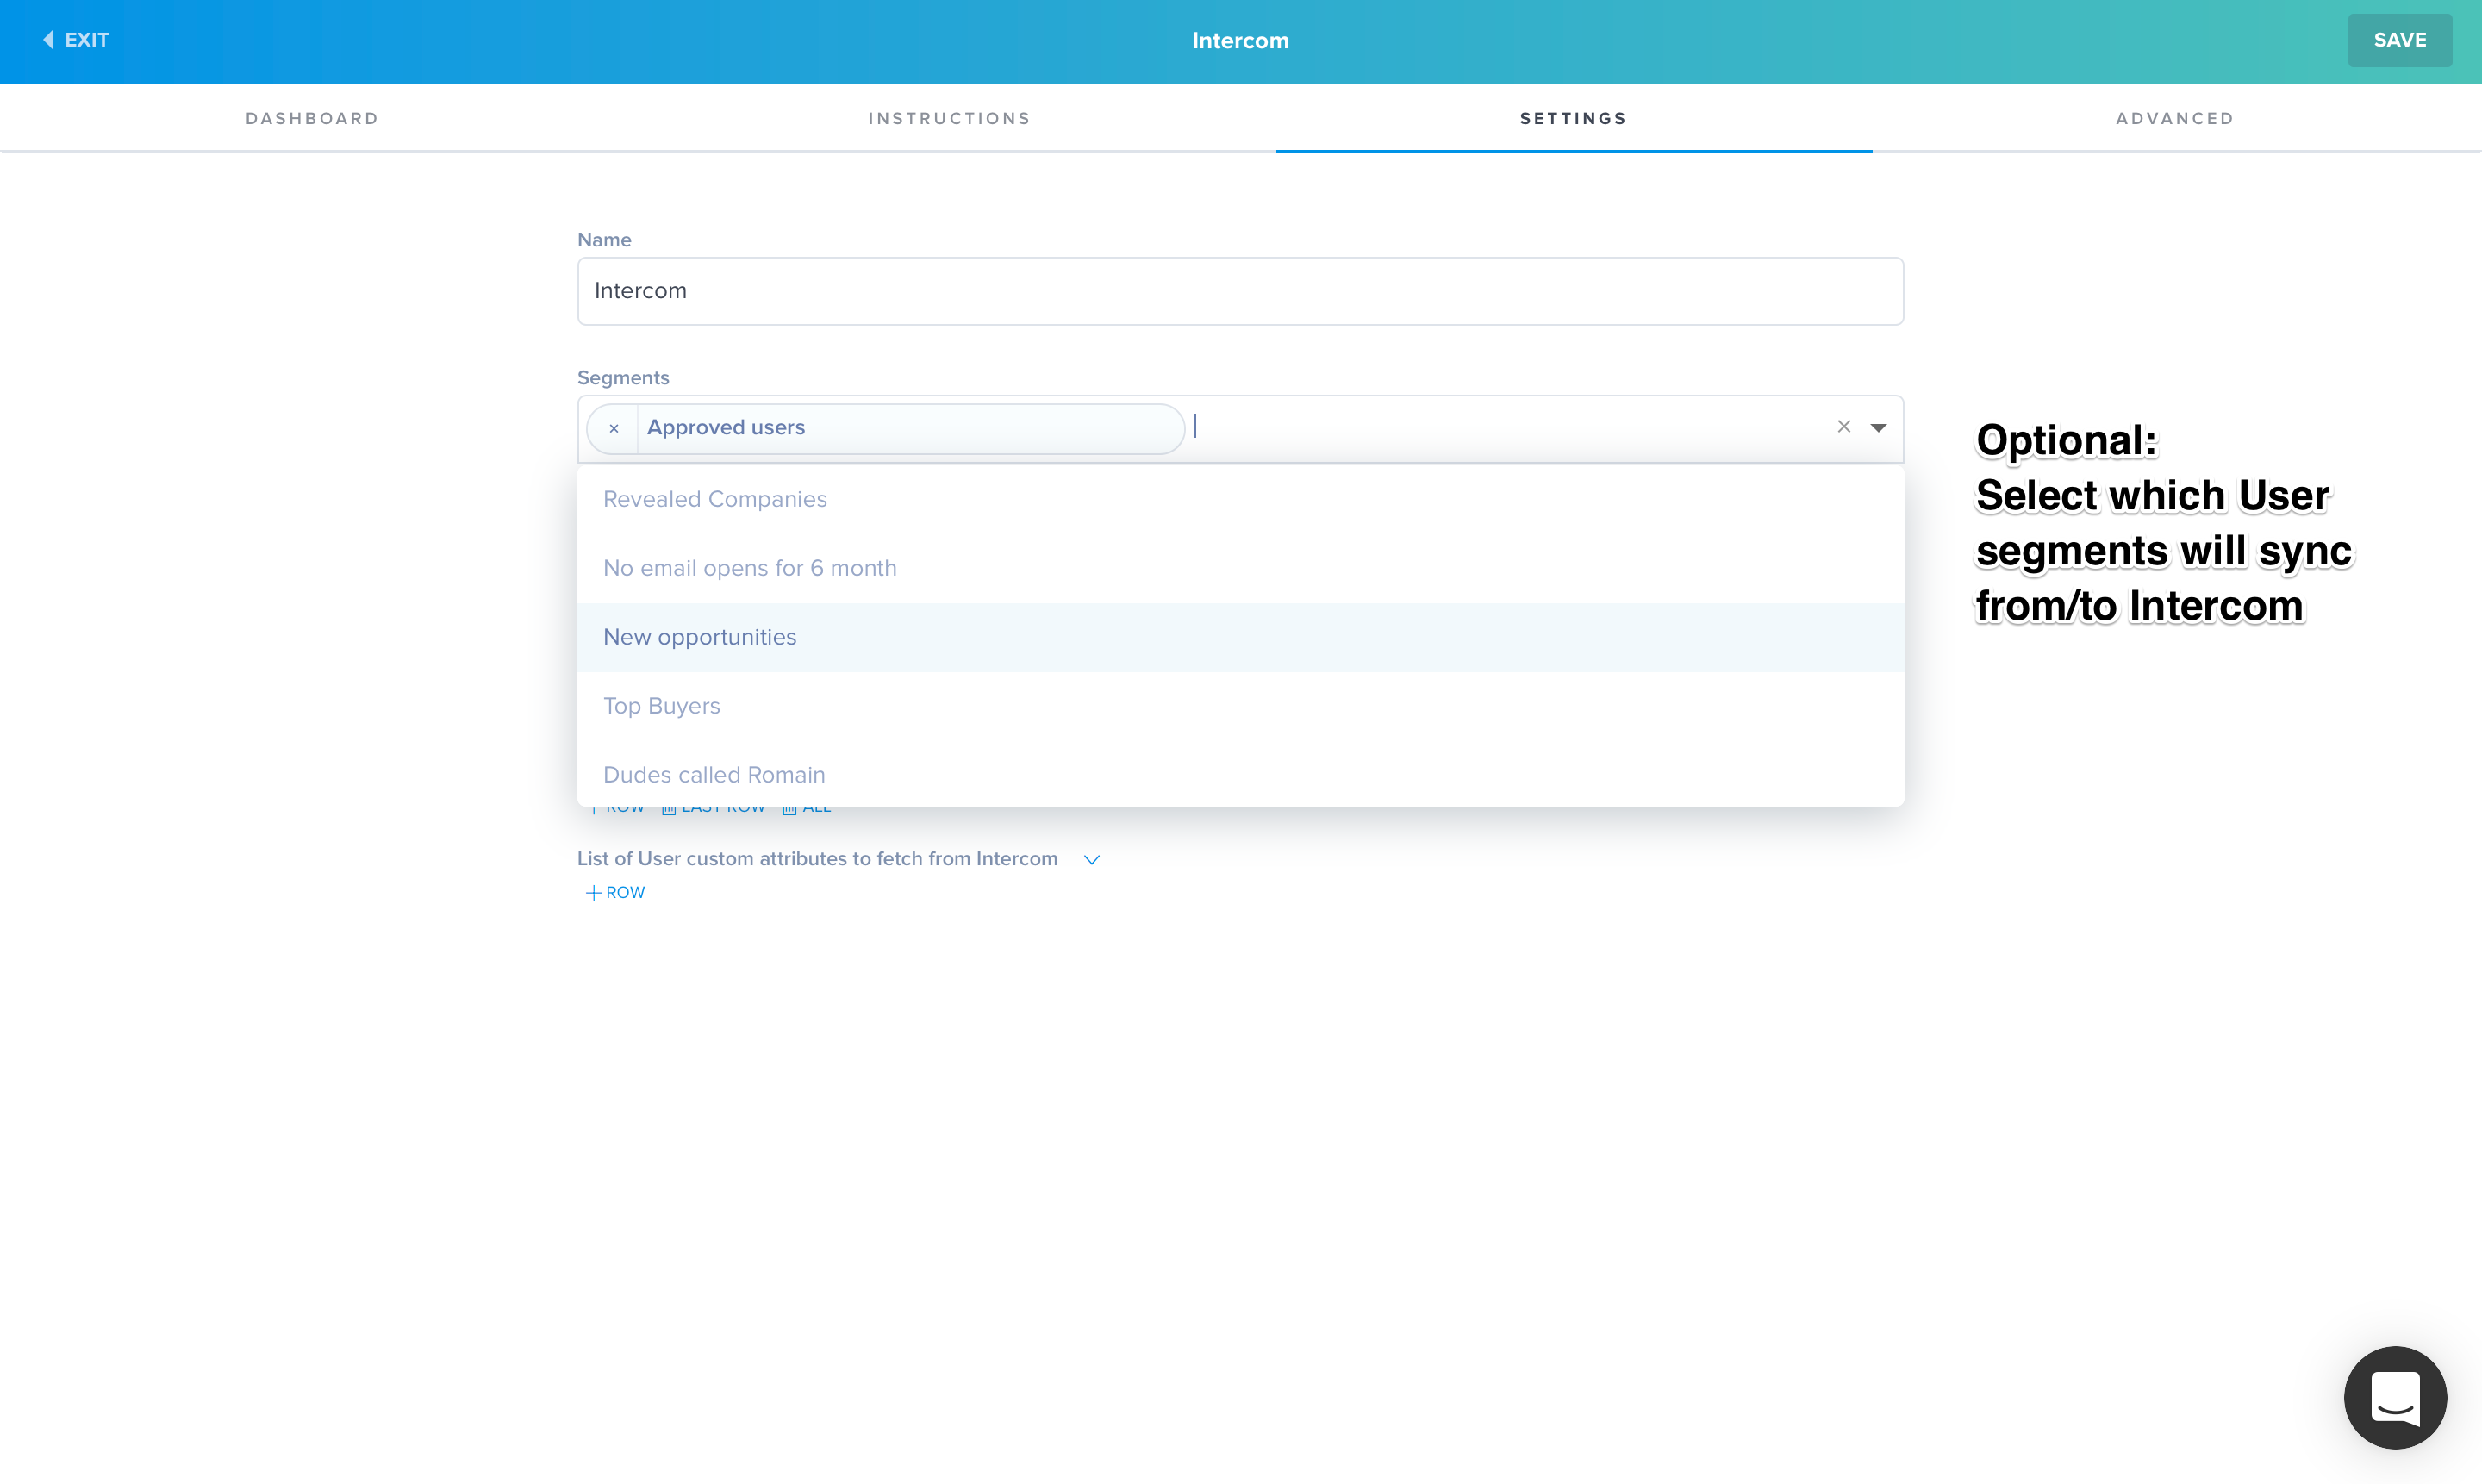 EXIT
Intercom
SAVE
DASHBOARD
INSTRUCTIONS
SETTINGS
ADVANCED
Name
Intercom
Segments
Approved users
Revealed Companies
No email opens for 6 month
New opportunities
Top Buyers
Dudes called Romain
ROW LAST ROW ALL
List of User custom attributes to fetch from Intercom
ROW
Optional:
Select which User
segments will sync
from/to Intercom